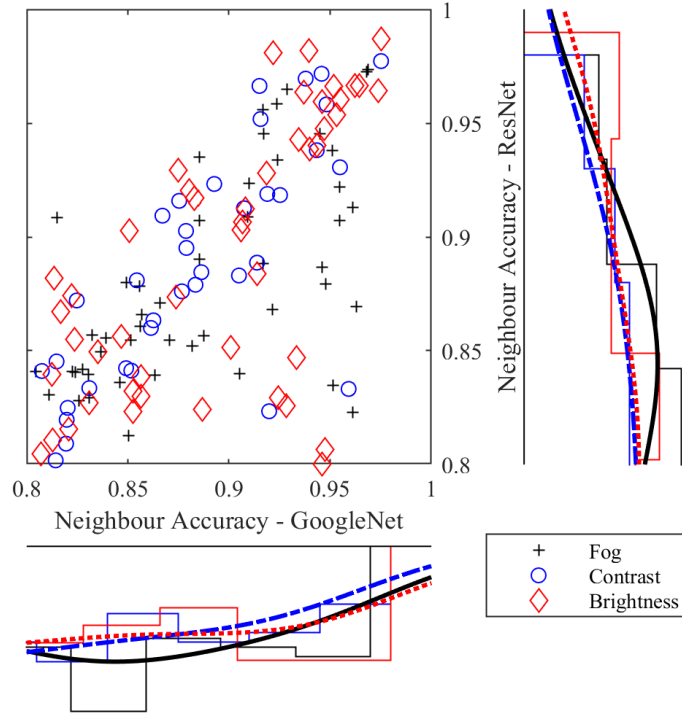 1
0.95
0.9
0.85
0.8
0.8
0.85
0.9
0.95
1
Neighbour Accuracy - GoogleNet
Neighbour Accuracy - ResNet
Fog
Contrast
Brightness